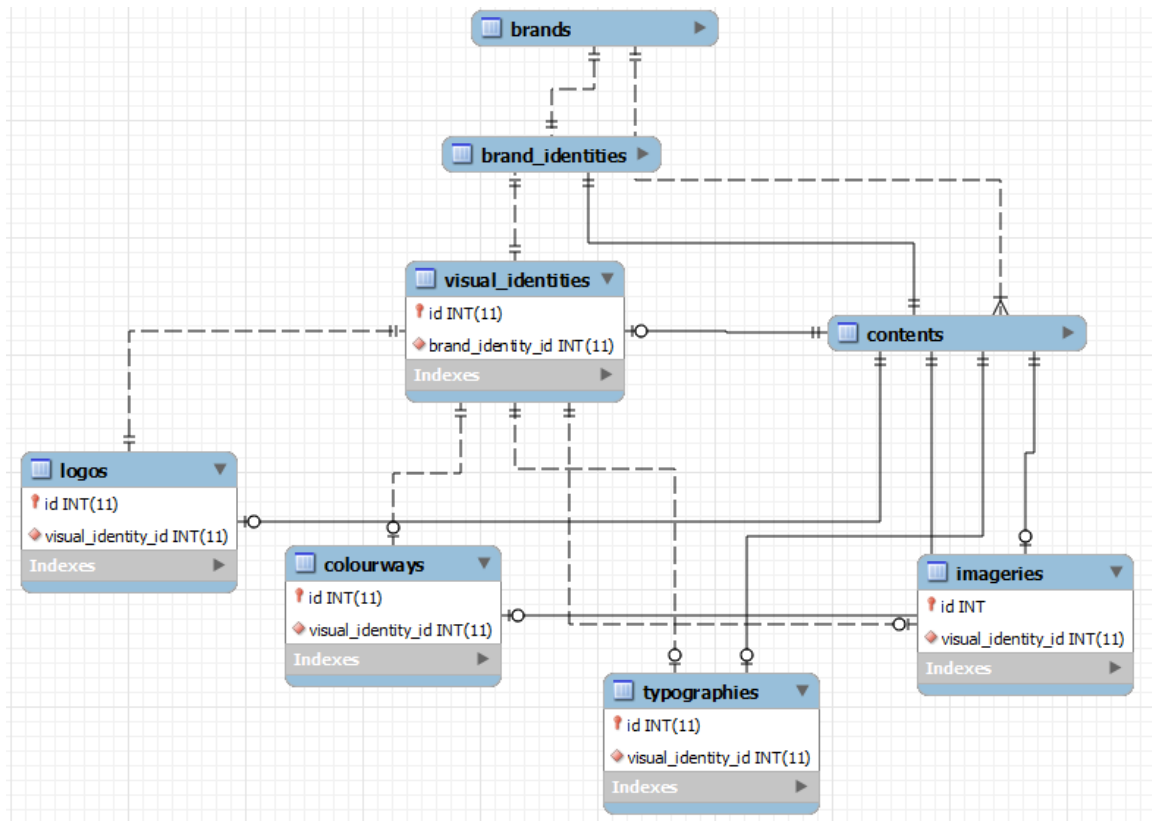 brands
brand_identities
visual_identities
id INT(11)
brand_identity_id INT(11)
Indexes
contents
logos
id INT(11)
visual_identity_id INT(11)
Indexes
colourways
id INT(11)
visual_identity_id INT(11)
Indexes
imageries
id INT
visual_identity_id INT(11)
Indexes
typographies
id INT(11)
visual_identity_id INT(11)
Indexes